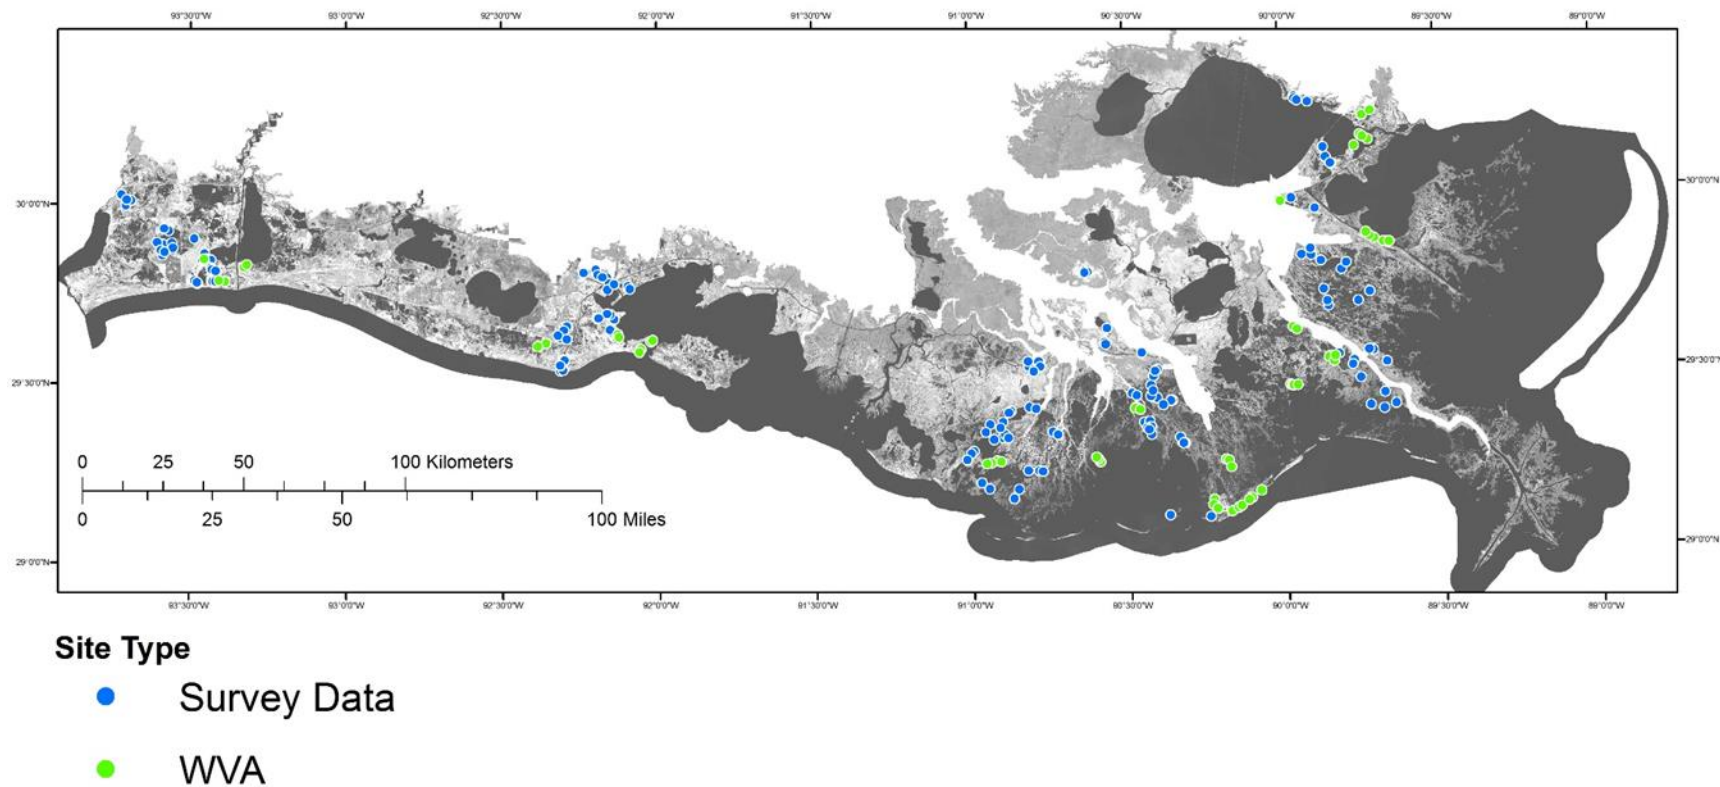 93°30'0"W 93°0'0"W 92°30'0"W 92°0'0"W 91°30'0"W 91°0'0"W 90°30'0"W 90°0'0"W 89°30'0"W 89°0'0"W
30°0'0"N 30°0'0"N
29°30'0"N 29°30'0"N
0 25 50 100 Kilometers
0 25 50 100 Miles
29°0'0"N 29°0'0"N
93°30'0"W 93°0'0"W 92°30'0"W 92°0'0"W 91°30'0"W 91°0'0"W 90°30'0"W 90°0'0"W 89°30'0"W 89°0'0"W
Site Type
Survey Data
WVA